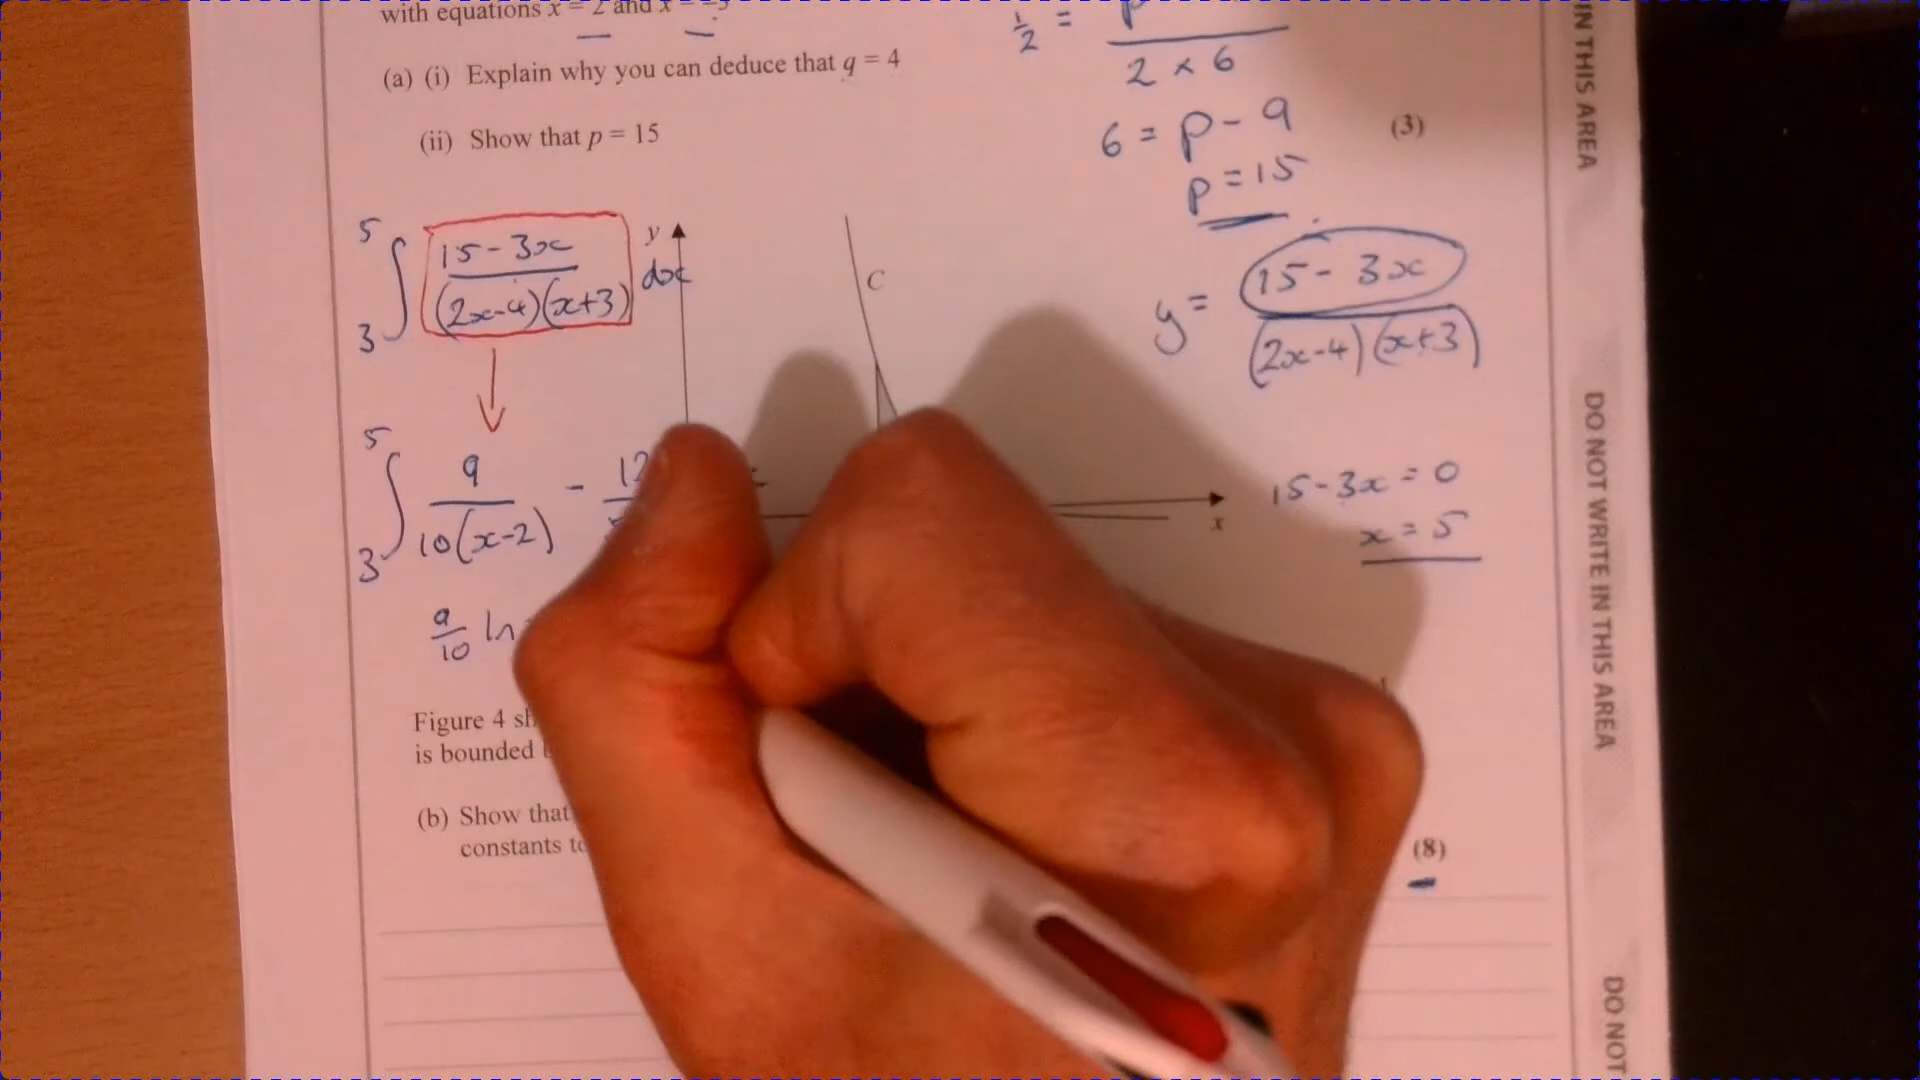 with equations x = 2 and x = –3
(a) (i) Explain why you can deduce that q = 4
(ii) Show that p = 15
(3)
1/2 =
2 × 6
6 = p - 9
p = 15
5
∫ 15 - 3x / (2x-4)(x+3) dx
3
y
C
y = 15 - 3x / (2x-4)(x+3)
5
∫ 9 / 10(x-2) - 12
3
x
15 - 3x = 0
x = 5
9/10 ln
Figure 4
is bounded
(b) Show that
constants
(8)
IN THIS AREA
DO NOT WRITE IN THIS AREA
DO NOT